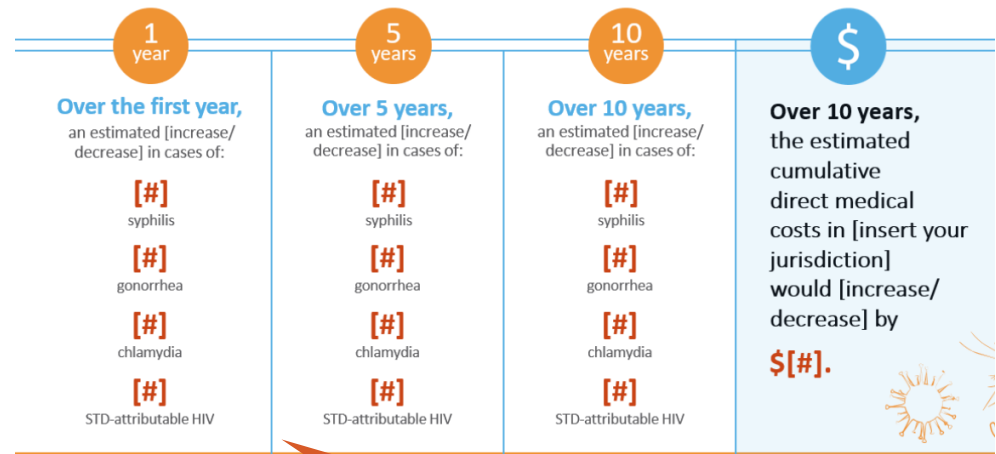 1
year
Over the first year,
an estimated [increase/
decrease] in cases of:
[#]
syphilis
[#]
gonorrhea
[#]
chlamydia
[#]
STD-attributable HIV
5
years
Over 5 years,
an estimated [increase/
decrease] in cases of:
[#]
syphilis
[#]
gonorrhea
[#]
chlamydia
[#]
STD-attributable HIV
10
years
Over 10 years,
an estimated [increase/
decrease] in cases of:
[#]
syphilis
[#]
gonorrhea
[#]
chlamydia
[#]
STD-attributable HIV
$
Over 10 years,
the estimated
cumulative
direct medical
costs in [insert your
jurisdiction]
would [increase/
decrease] by
$[#].